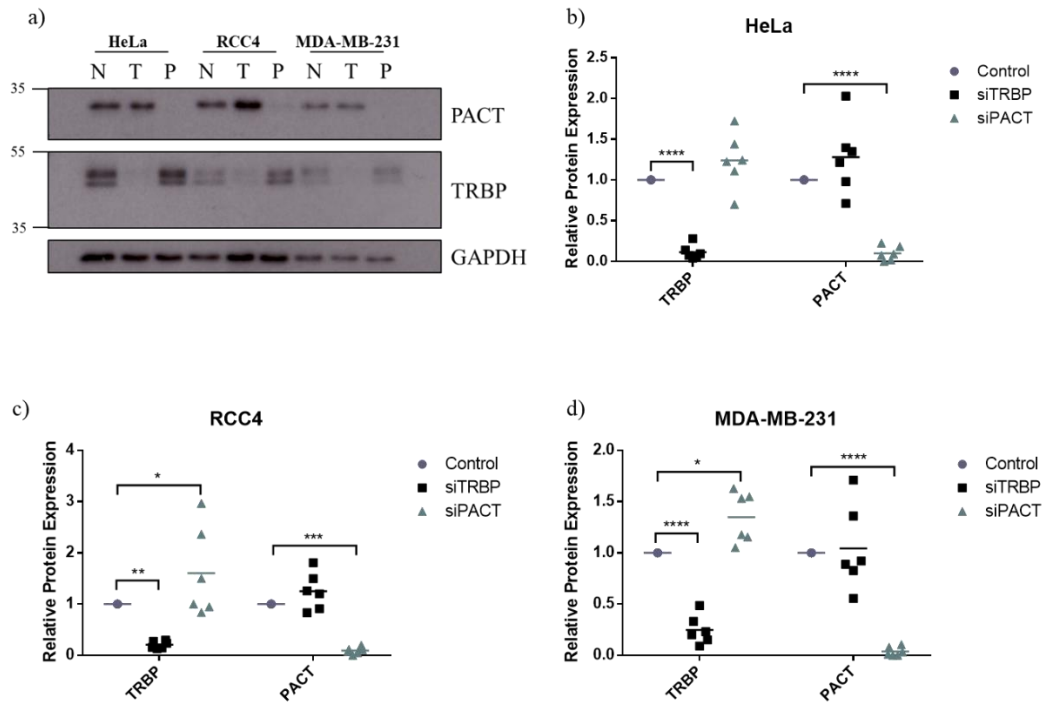 a)
HeLa RCC4 MDA-MB-231
N T P N T P N T P
35
PACT
55
TRBP
35
GAPDH
b)
HeLa
Relative Protein Expression
2.5
2.0
1.5
1.0
0.5
0.0
****
****
TRBP
PACT
Control
siTRBP
siPACT
c)
RCC4
Relative Protein Expression
4
3
2
1
0
*
**
***
TRBP
PACT
Control
siTRBP
siPACT
d)
MDA-MB-231
Relative Protein Expression
2.0
1.5
1.0
0.5
0.0
*
****
****
TRBP
PACT
Control
siTRBP
siPACT